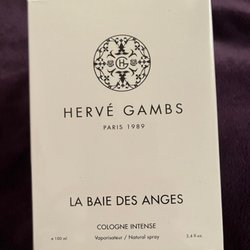 HG
HERVÉ GAMBS
PARIS 1989
LA BAIE DES ANGES
COLOGNE INTENSE
e 100 ml Vaporisateur / Natural spray 3,4 fl.oz.